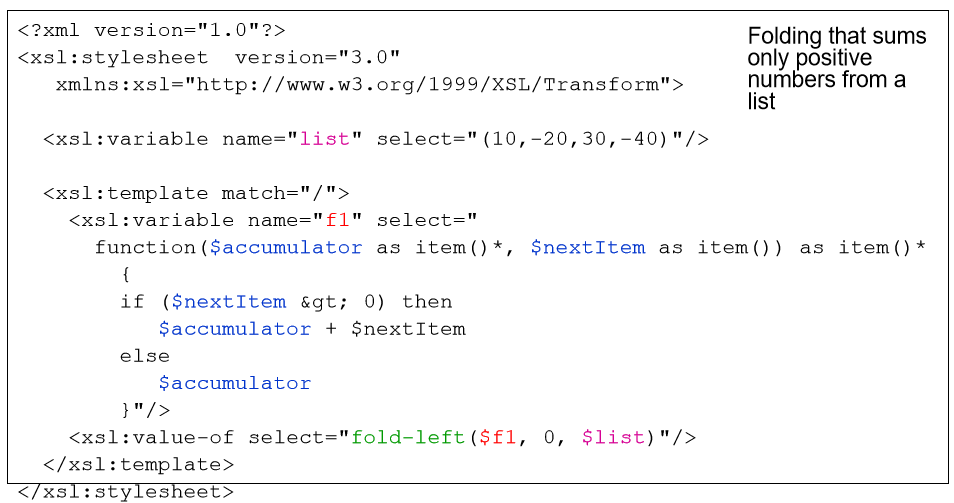 <?xml version="1.0"?>
<xsl:stylesheet  version="3.0"
   xmlns:xsl="http://www.w3.org/1999/XSL/Transform">
Folding that sums
only positive
numbers from a
list
  <xsl:variable name="list" select="(10,-20,30,-40)"/>
  <xsl:template match="/">
    <xsl:variable name="f1" select="
      function($accumulator as item()*, $nextItem as item()) as item()*
        {
        if ($nextItem &gt; 0) then
           $accumulator + $nextItem
        else
           $accumulator
        }"/>
    <xsl:value-of select="fold-left($f1, 0, $list)"/>
  </xsl:template>
</xsl:stylesheet>